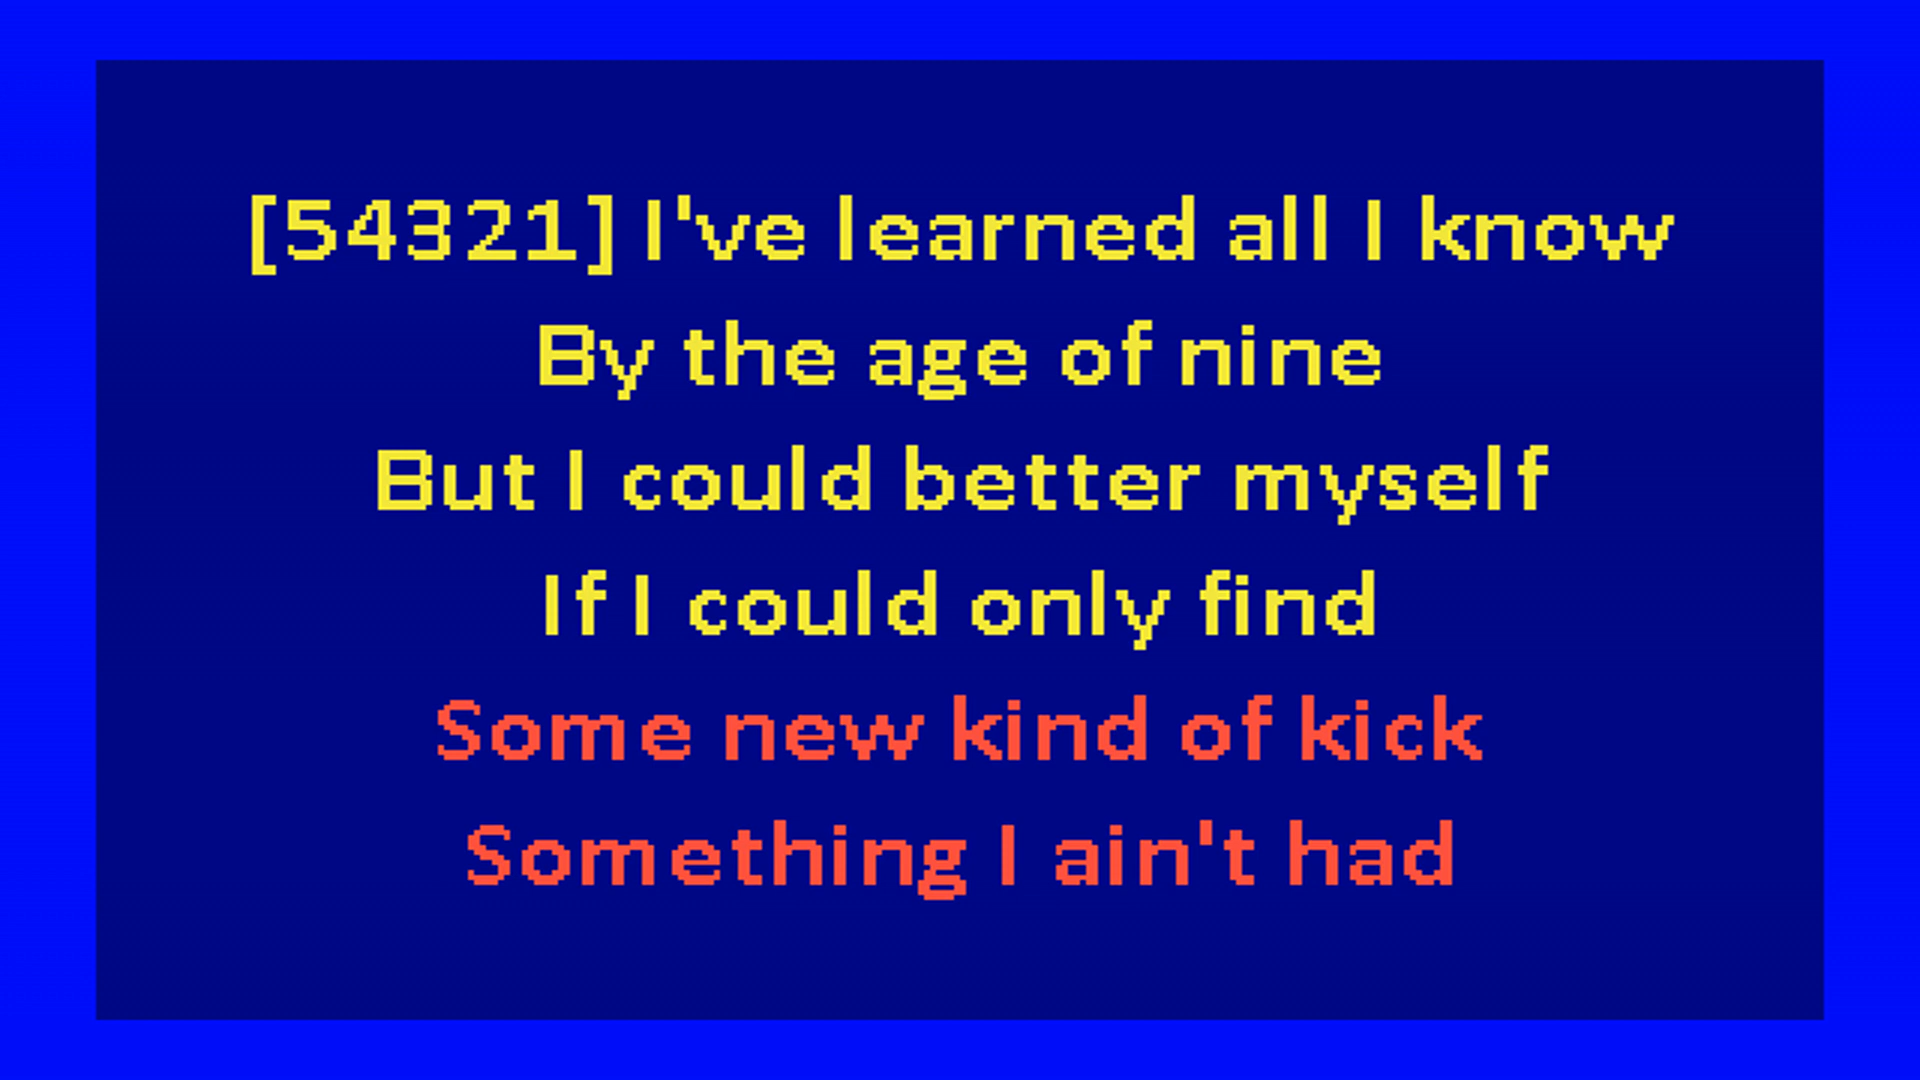 [54321] I've learned all I know
By the age of nine
But I could better myself
If I could only find
Some new kind of kick
Something I ain't had